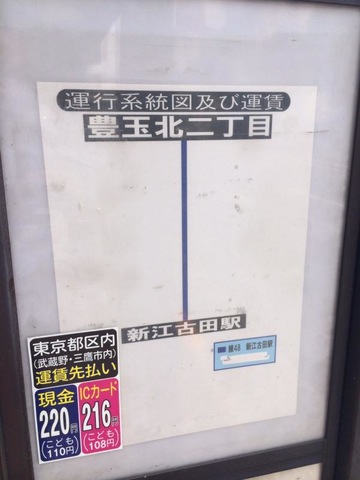 運行系統図及び運賃
豊玉北二丁目
新江古田駅
練48 新江古田駅
東京都区内
(武蔵野・三鷹市内)
運賃先払い
現金
220円
(こども)
110円
ICカード
216円
(こども)
108円